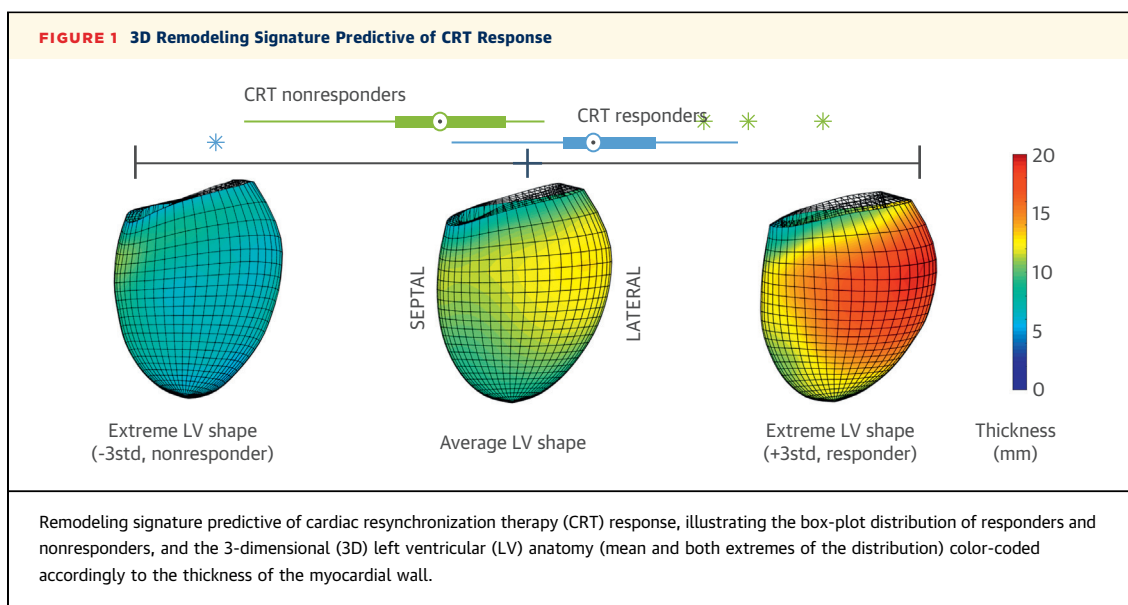 FIGURE 1 3D Remodeling Signature Predictive of CRT Response
CRT nonresponders
CRT responders
20
15
10
5
0
SEPTAL
LATERAL
Extreme LV shape
(-3std, nonresponder)
Average LV shape
Extreme LV shape
(+3std, responder)
Thickness
(mm)
Remodeling signature predictive of cardiac resynchronization therapy (CRT) response, illustrating the box-plot distribution of responders and
nonresponders, and the 3-dimensional (3D) left ventricular (LV) anatomy (mean and both extremes of the distribution) color-coded
accordingly to the thickness of the myocardial wall.